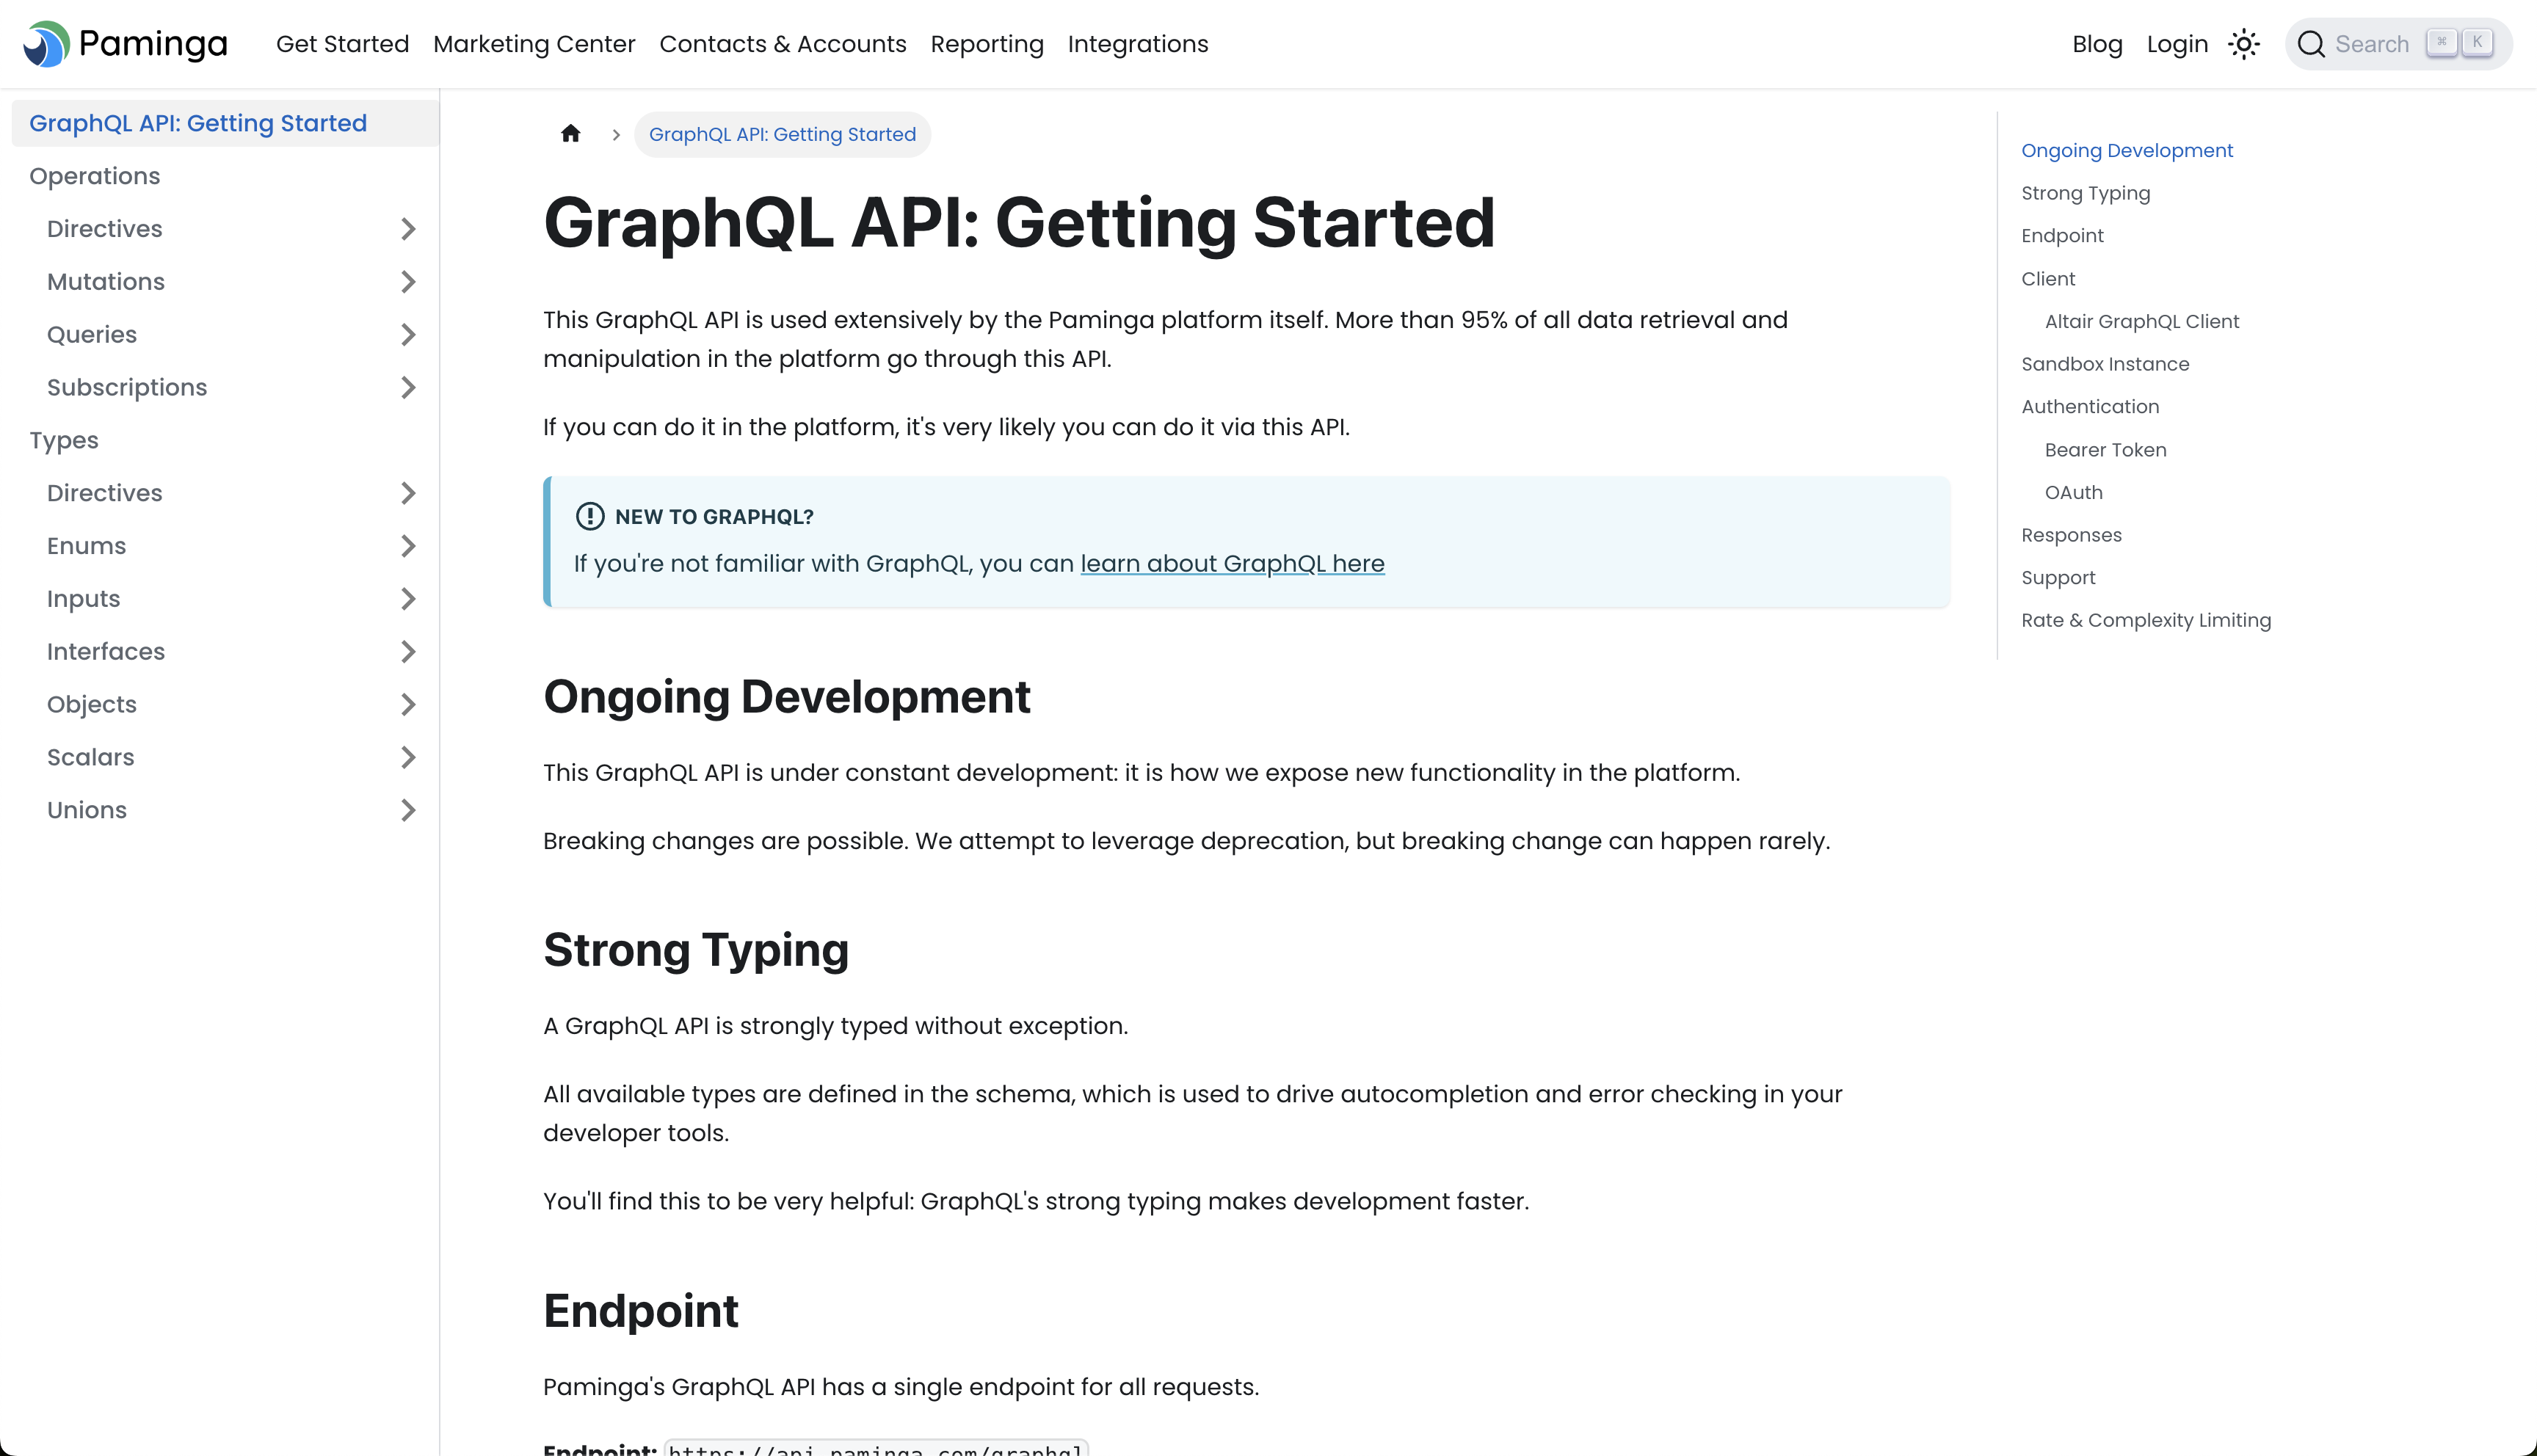 Paminga
Get Started
Marketing Center
Contacts & Accounts
Reporting
Integrations
Blog
Login
Search
⌘
K
GraphQL API: Getting Started
Operations
Directives
Mutations
Queries
Subscriptions
Types
Directives
Enums
Inputs
Interfaces
Objects
Scalars
Unions
GraphQL API: Getting Started
GraphQL API: Getting Started
This GraphQL API is used extensively by the Paminga platform itself. More than 95% of all data retrieval and
manipulation in the platform go through this API.
If you can do it in the platform, it's very likely you can do it via this API.
NEW TO GRAPHQL?
If you're not familiar with GraphQL, you can learn about GraphQL here
Ongoing Development
This GraphQL API is under constant development: it is how we expose new functionality in the platform.
Breaking changes are possible. We attempt to leverage deprecation, but breaking change can happen rarely.
Strong Typing
A GraphQL API is strongly typed without exception.
All available types are defined in the schema, which is used to drive autocompletion and error checking in your
developer tools.
You'll find this to be very helpful: GraphQL's strong typing makes development faster.
Endpoint
Paminga's GraphQL API has a single endpoint for all requests.
Endpoint: https://api.paminga.com/graphql
Ongoing Development
Strong Typing
Endpoint
Client
Altair GraphQL Client
Sandbox Instance
Authentication
Bearer Token
OAuth
Responses
Support
Rate & Complexity Limiting